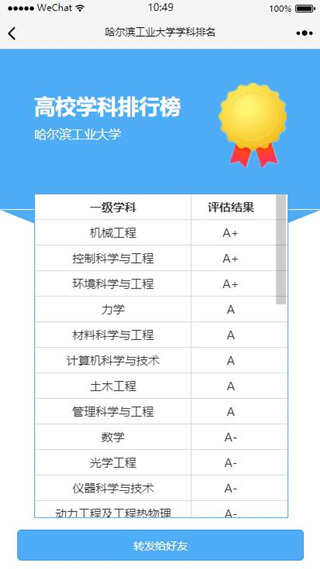 WeChat 10:49 100%
哈尔滨工业大学学科排名
高校学科排行榜
哈尔滨工业大学
一级学科 评估结果
机械工程 A+
控制科学与工程 A+
环境科学与工程 A+
力学 A
材料科学与工程 A
计算机科学与技术 A
土木工程 A
管理科学与工程 A
数学 A-
光学工程 A-
仪器科学与技术 A-
动力工程及工程热物理 A-
转发给好友